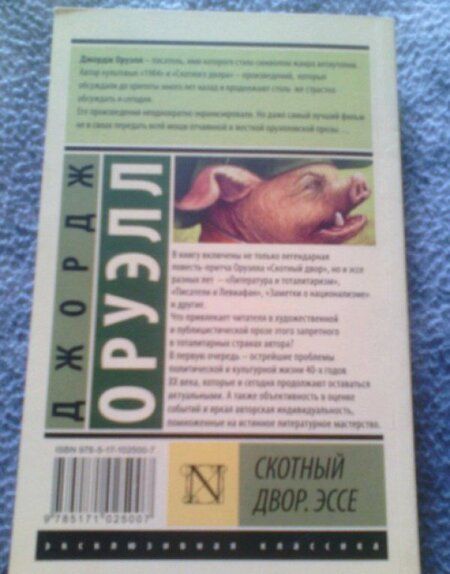 Джордж Оруэлл – писатель, имя которого стало символом жанра антиутопии.
Автор культовых «1984» и «Скотного двора» – произведений, которые
обсуждали до хрипоты много лет назад и продолжают столь же страстно
обсуждать и сегодня.
Его произведения неоднократно экранизировали. Но даже самый лучший фильм
не в силах передать всей мощи отчаянной и жесткой оруэлловской прозы...
ДЖОРДЖ
ОРУЭЛЛ
В книгу включены не только легендарная
повесть-притча Оруэлла «Скотный двор», но и эссе
разных лет – «Литература и тоталитаризм»,
«Писатели и Левиафан», «Заметки о национализме»
и другие.
Что привлекает читателя в художественной
и публицистической прозе этого запретного
в тоталитарных странах автора?
В первую очередь – острейшие проблемы
политической и культурной жизни 40-х годов
XX века, которые и сегодня продолжают оставаться
актуальными. А также объективность в оценке
событий и яркая авторская индивидуальность,
помноженные на истинное литературное мастерство.
ISBN 978-5-17-102500-7
9 785171 025007
N
СКОТНЫЙ
ДВОР. ЭССЕ
эксклюзивная классика